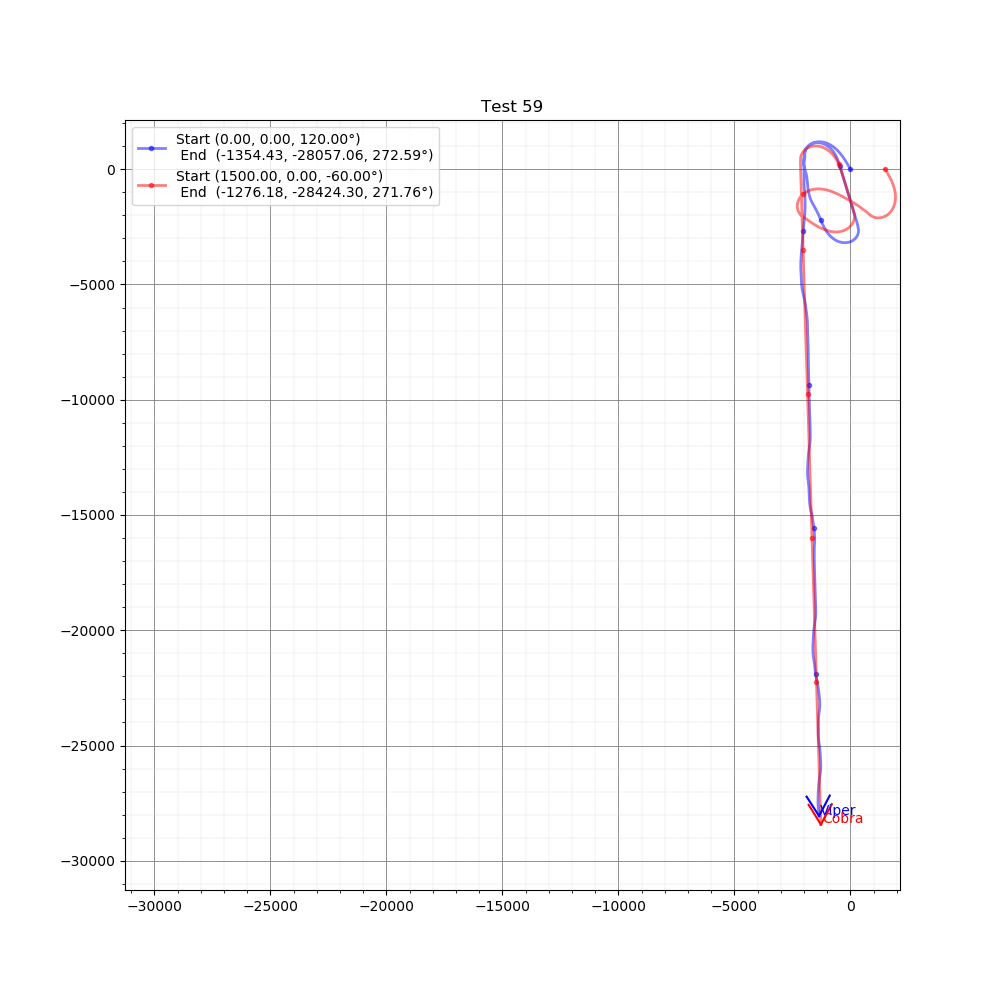 Test 59
Start (0.00, 0.00, 120.00°)
End (-1354.43, -28057.06, 272.59°)
Start (1500.00, 0.00, -60.00°)
End (-1276.18, -28424.30, 271.76°)
0
−5000
−10000
−15000
−20000
−25000
−30000
Viper
Cobra
−30000 −25000 −20000 −15000 −10000 −5000 0